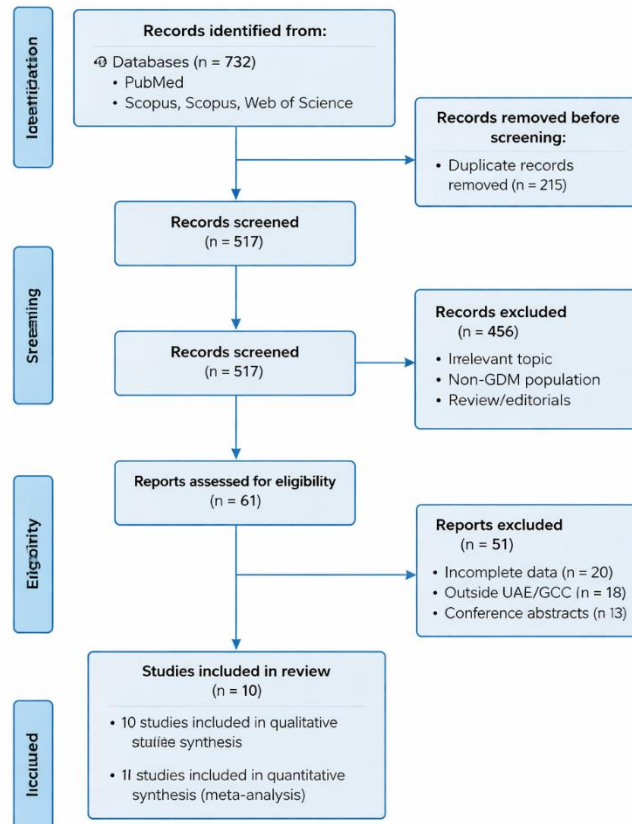 Records identified from:
Databases (n = 732)
• PubMed
• Scopus, Scopus, Web of Science
Records removed before
screening:
• Duplicate records
removed (n = 215)
Records screened
(n = 517)
Records excluded
(n = 456)
• Irrelevant topic
• Non-GDM population
• Review/editorials
Records screened
(n = 517)
Reports assessed for eligibility
(n = 61)
Reports excluded
(n = 51)
• Incomplete data (n = 20)
• Outside UAE/GCC (n = 18)
• Conference abstracts (n 13)
Studies included in review
(n = 10)
• 10 studies included in qualitative
synthesis
• studies included in quantitative
synthesis (meta-analysis)